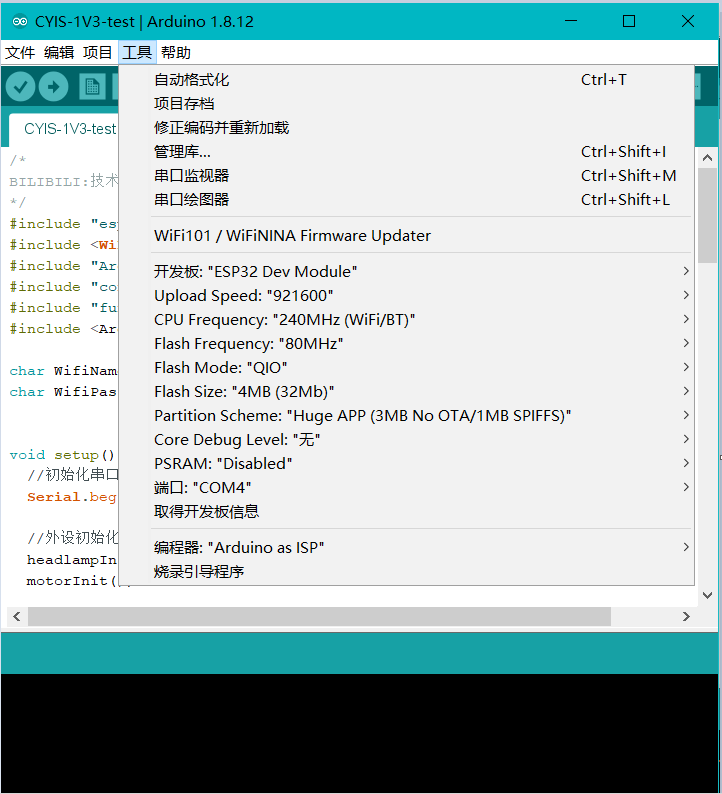 CYIS-1V3-test | Arduino 1.8.12
文件 编辑 项目 工具 帮助
自动格式化 Ctrl+T
项目存档
修正编码并重新加载
管理库... Ctrl+Shift+I
串口监视器 Ctrl+Shift+M
串口绘图器 Ctrl+Shift+L
WiFi101 / WiFiNINA Firmware Updater
开发板: "ESP32 Dev Module"
Upload Speed: "921600"
CPU Frequency: "240MHz (WiFi/BT)"
Flash Frequency: "80MHz"
Flash Mode: "QIO"
Flash Size: "4MB (32Mb)"
Partition Scheme: "Huge APP (3MB No OTA/1MB SPIFFS)"
Core Debug Level: "无"
PSRAM: "Disabled"
端口: "COM4"
取得开发板信息
编程器: "Arduino as ISP"
烧录引导程序
CYIS-1V3-test
/*
BILIBILI:技术
*/
#include "es
#include <Wi
#include "Ar
#include "co
#include "fu
#include <Ar
char WifiNam
char WifiPas
void setup()
//初始化串口
Serial.beg
//外设初始化
headlampIn
motorInit(